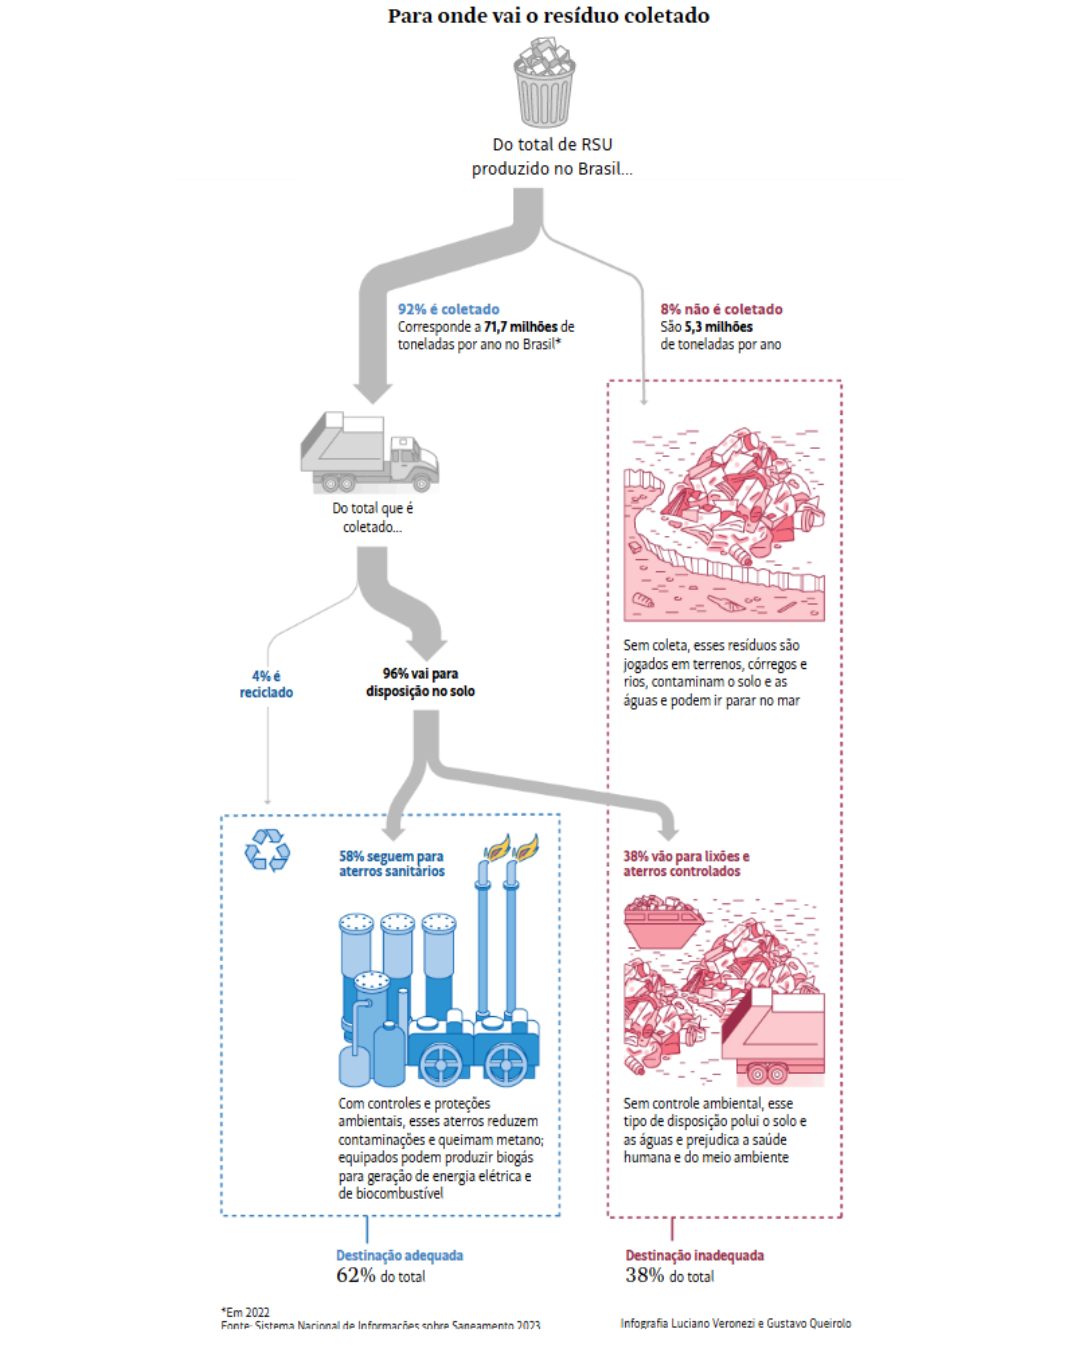 Para onde vai o resíduo coletado
Do total de RSU
produzido no Brasil...
92% é coletado
Corresponde a 71,7 milhões de
toneladas por ano no Brasil*
8% não é coletado
São 5,3 milhões
de toneladas por ano
Do total que é
coletado...
Sem coleta, esses resíduos são
jogados em terrenos, córregos e
rios, contaminam o solo e as
águas e podem ir parar no mar
4% é
reciclado
96% vai para
disposição no solo
58% seguem para
aterros sanitários
Com controles e proteções
ambientais, esses aterros reduzem
contaminações e queimam metano;
equipados podem produzir biogás
para geração de energia elétrica e
de biocombustível
38% vão para lixões e
aterros controlados
Sem controle ambiental, esse
tipo de disposição polui o solo e
as águas e prejudica a saúde
humana e do meio ambiente
Destinação adequada
62% do total
Destinação inadequada
38% do total
*Em 2022
Fonte: Sistema Nacional de Informações sobre Saneamento 2023
Infografia Luciano Veronezi e Gustavo Queirolo